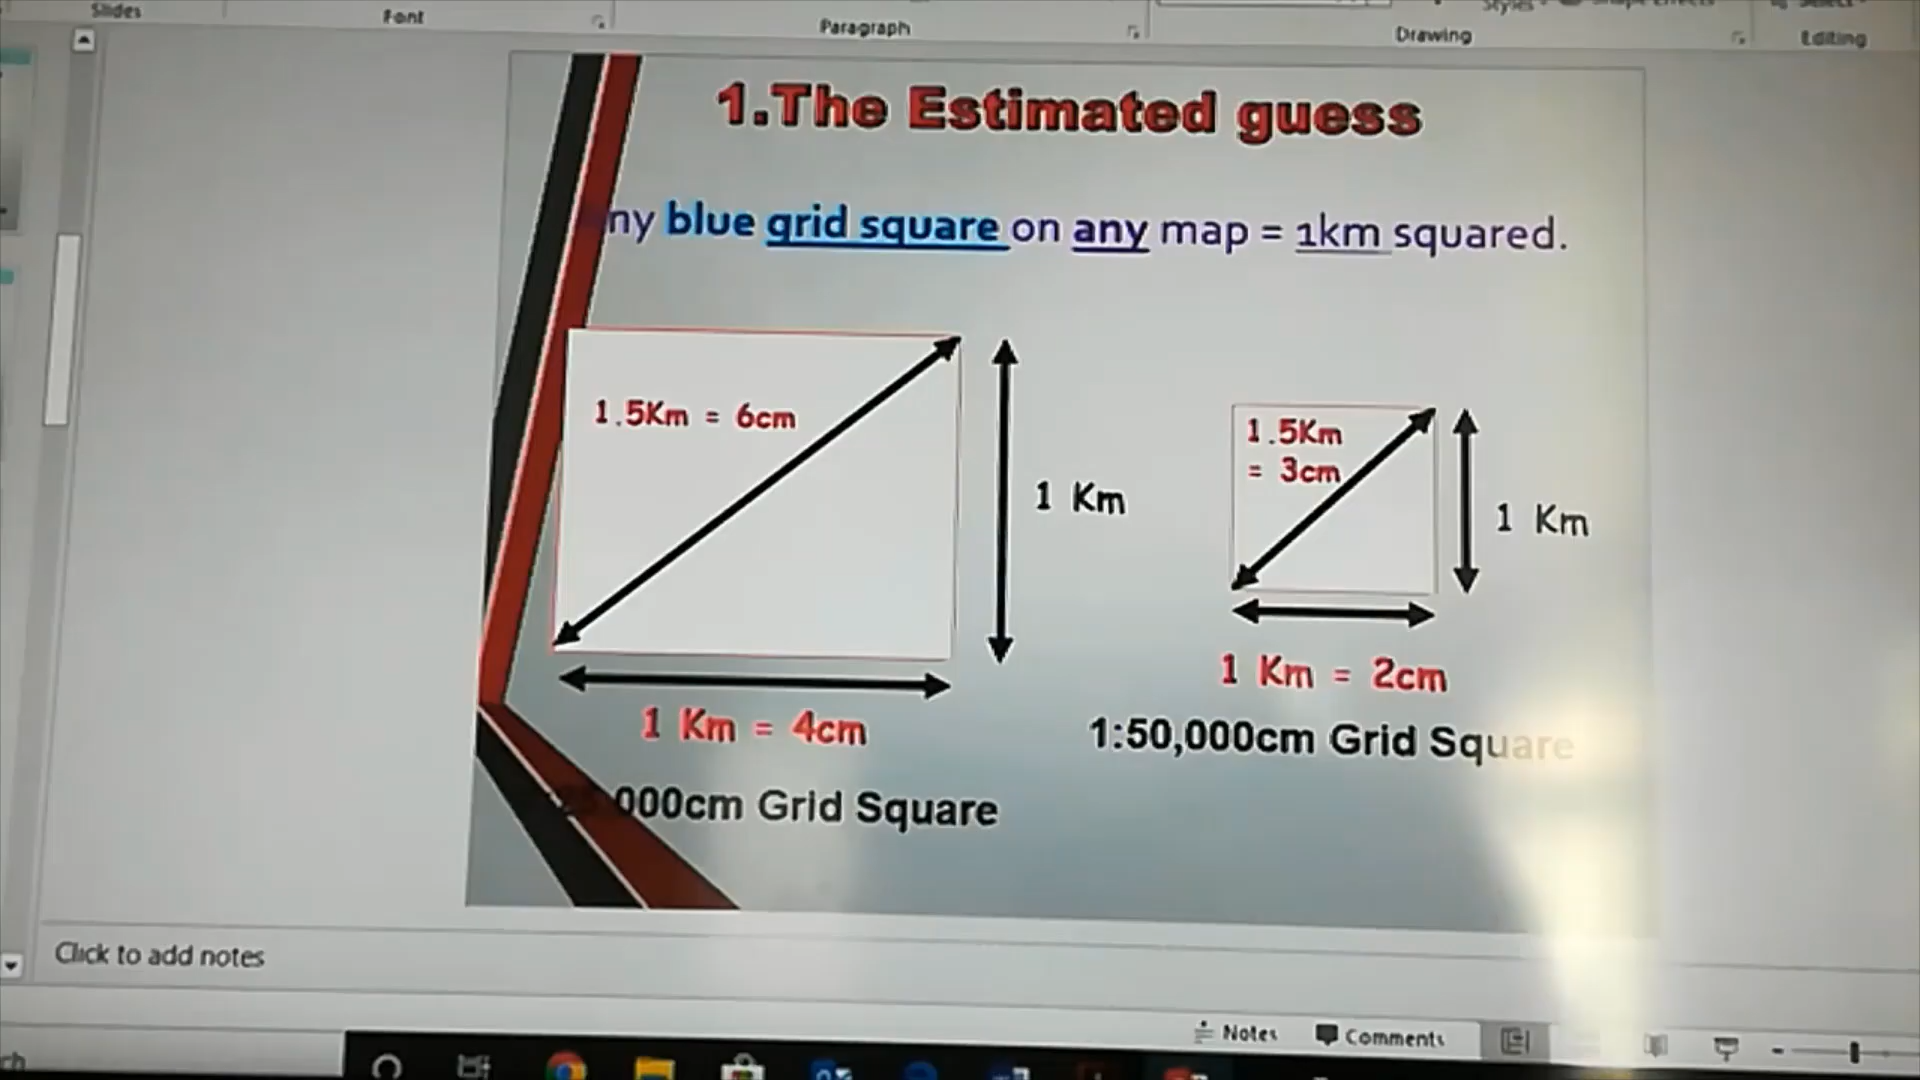 Slides
Font
Paragraph
Drawing
Editing
1.The Estimated guess
ny blue grid square on any map = 1km squared.
1.5Km = 6cm
1 Km
1.5Km
= 3cm
1 Km
1 Km = 4cm
1 Km = 2cm
1:50,000cm Grid Square
000cm Grid Square
Click to add notes
Notes
Comments